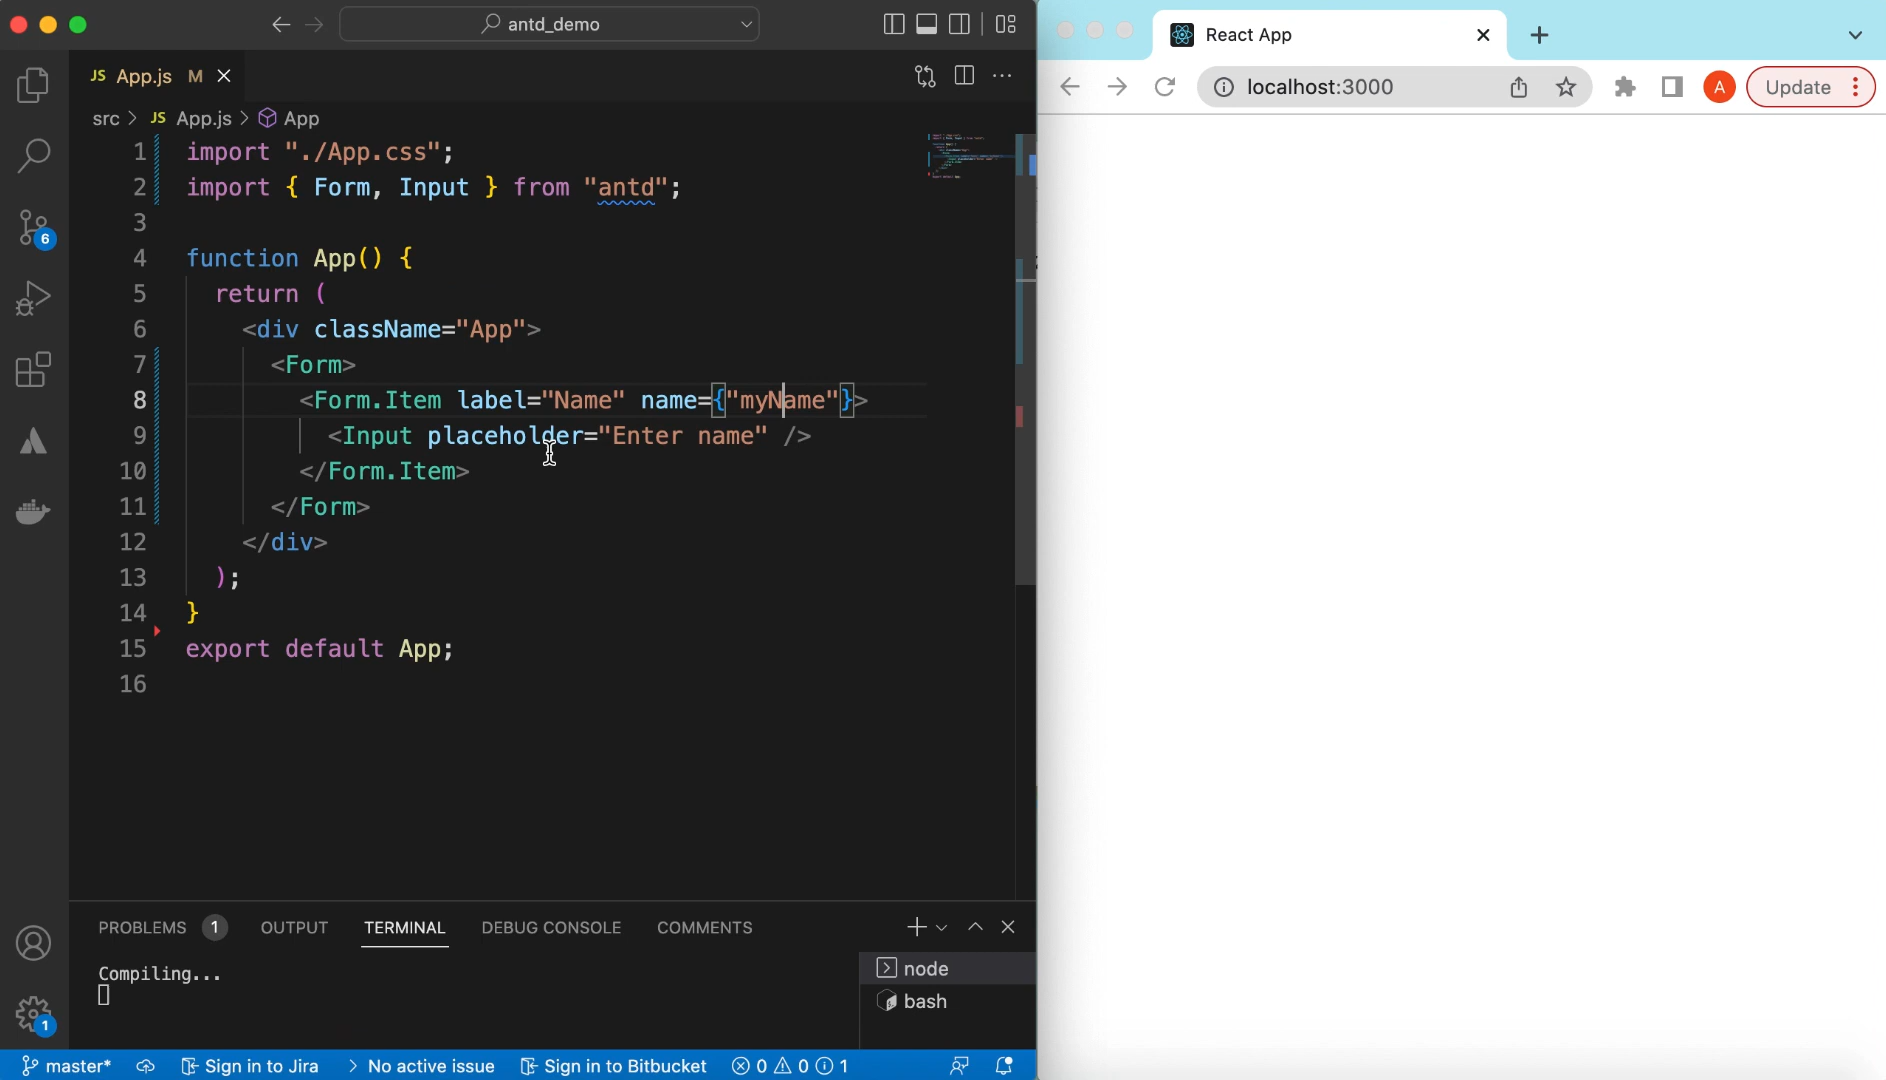 antd_demo
JS App.js M
src > JS App.js > App
1 import "./App.css";
2 import { Form, Input } from "antd";
3
4 function App() {
5 return (
6 <div className="App">
7 <Form>
8 <Form.Item label="Name" name={"myName"}>
9 <Input placeholder="Enter name" />
10 </Form.Item>
11 </Form>
12 </div>
13 );
14 }
15 export default App;
16
6
1
PROBLEMS 1 OUTPUT TERMINAL DEBUG CONSOLE COMMENTS
Compiling...
node
bash
master* Sign in to Jira > No active issue Sign in to Bitbucket 0 0 1
React App
localhost:3000
A
Update